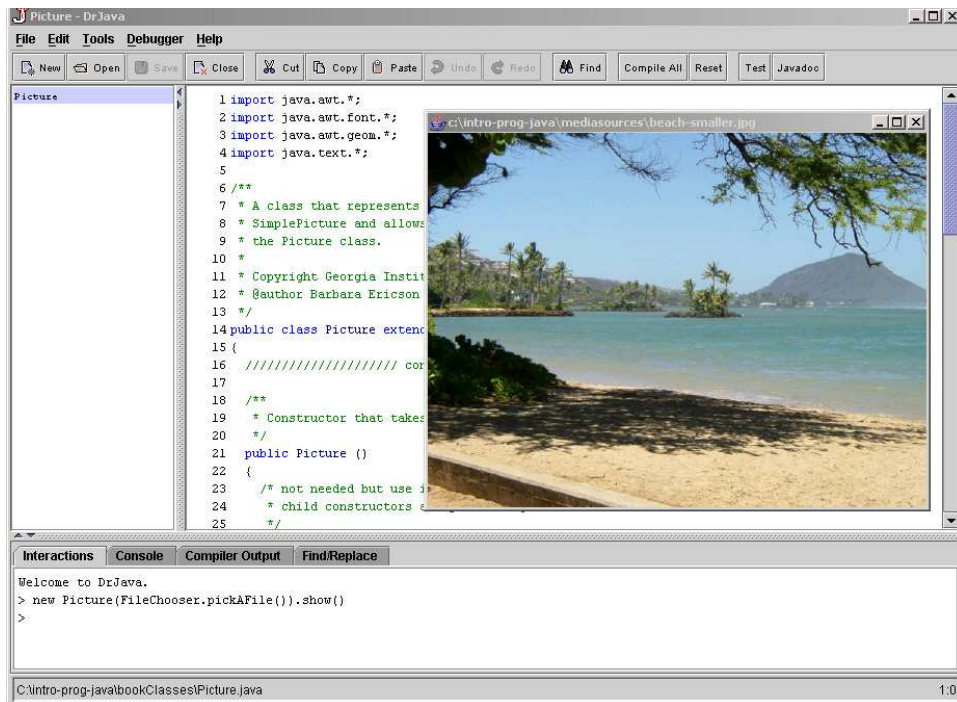 Picture - DrJava
File Edit Tools Debugger Help
New Open Save Close Cut Copy Paste Undo Redo Find Compile All Reset Test Javadoc
Picture
1 import java.awt.*;
2 import java.awt.font.*;
3 import java.awt.geom.*;
4 import java.text.*;
5
6 /**
7 * A class that represents
8 * SimplePicture and allows
9 * the Picture class.
10 *
11 * Copyright Georgia Instit
12 * @author Barbara Ericson
13 */
14 public class Picture extend
15 {
16 ///////////////////// con
17
18 /**
19 * Constructor that takes
20 */
21 public Picture ()
22 {
23 /* not needed but use i
24 * child constructors a
25 */
c:\intro-prog-java\mediasources\beach-smaller.jpg
Interactions Console Compiler Output Find/Replace
Welcome to DrJava.
> new Picture(FileChooser.pickAFile()).show()
>
C:\intro-prog-java\bookClasses\Picture.java 1:0